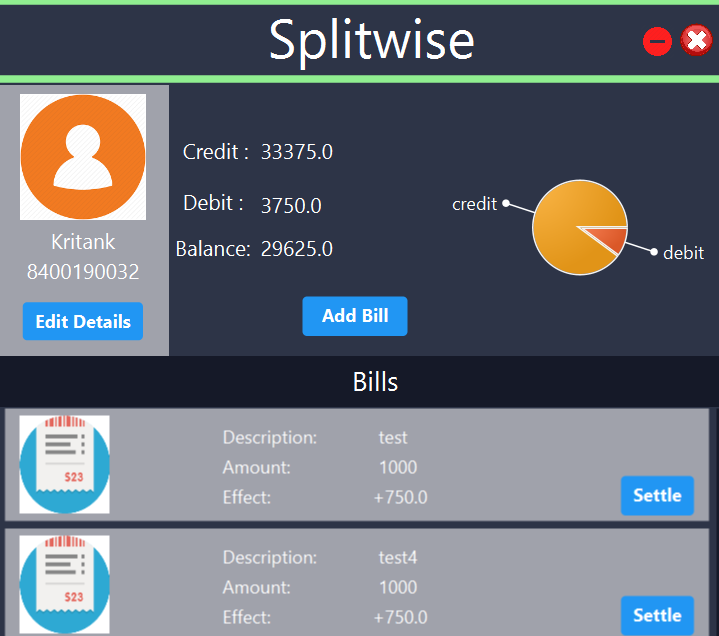 Splitwise
Credit : 33375.0
Debit : 3750.0
Balance: 29625.0
credit
debit
Kritank
8400190032
Edit Details
Add Bill
Bills
$23
Description: test
Amount: 1000
Effect: +750.0
Settle
$23
Description: test4
Amount: 1000
Effect: +750.0
Settle